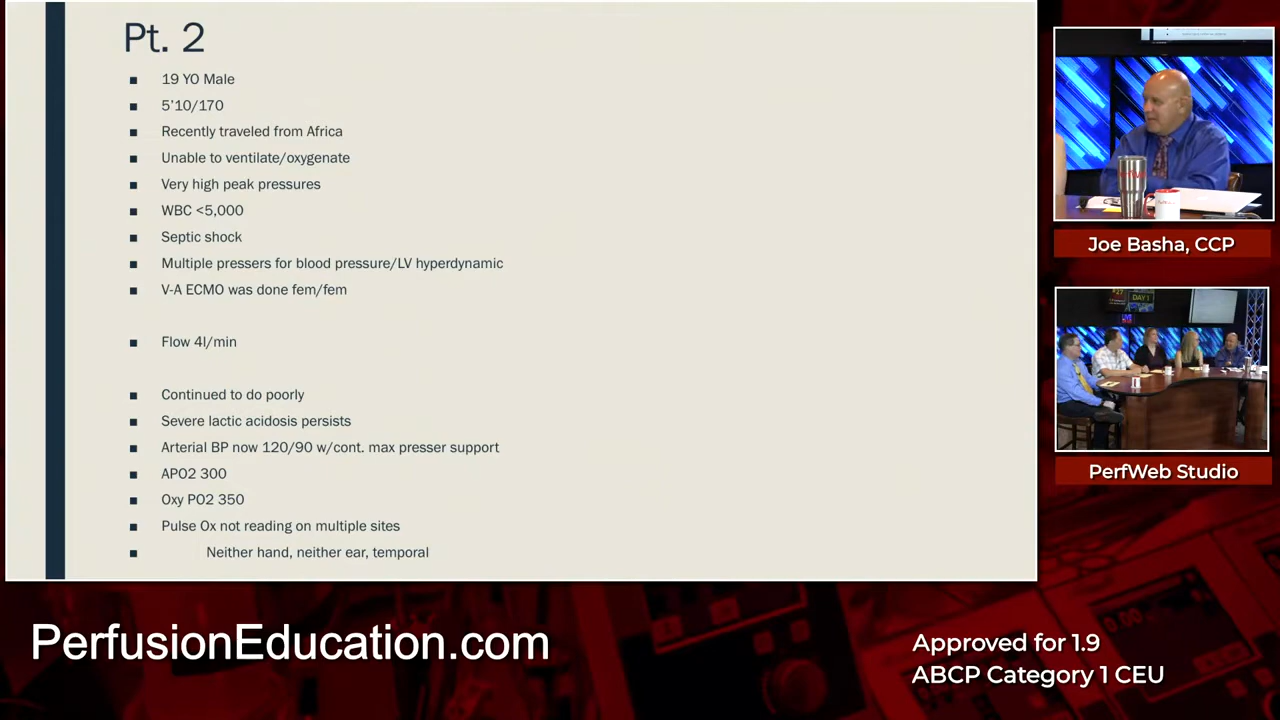 Pt. 2
19 YO Male
5'10/170
Recently traveled from Africa
Unable to ventilate/oxygenate
Very high peak pressures
WBC <5,000
Septic shock
Multiple pressers for blood pressure/LV hyperdynamic
V-A ECMO was done fem/fem
Flow 4l/min
Continued to do poorly
Severe lactic acidosis persists
Arterial BP now 120/90 w/cont. max presser support
APO2 300
Oxy PO2 350
Pulse Ox not reading on multiple sites
Neither hand, neither ear, temporal
Joe Basha, CCP
DAY 1
PerfWeb Studio
PerfusionEducation.com
Approved for 1.9
ABCP Category 1 CEU